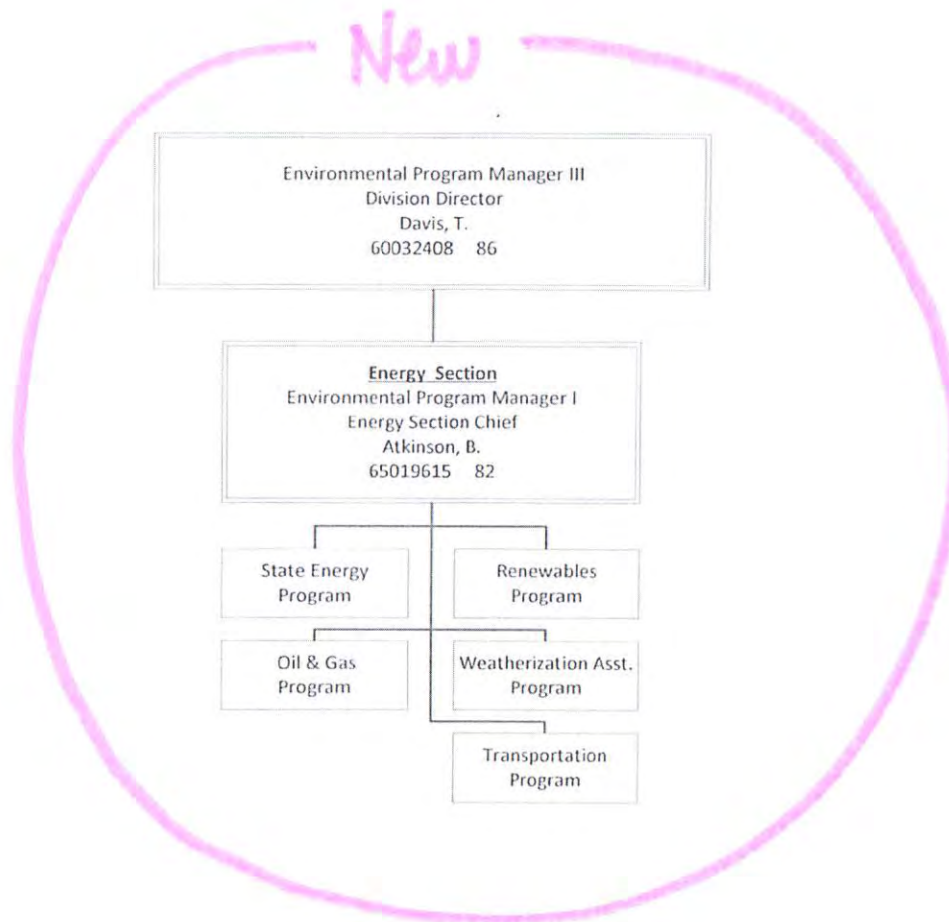 New
Environmental Program Manager III
Division Director
Davis, T.
60032408 86
Energy Section
Environmental Program Manager I
Energy Section Chief
Atkinson, B.
65019615 82
State Energy
Program
Renewables
Program
Oil & Gas
Program
Weatherization Asst.
Program
Transportation
Program